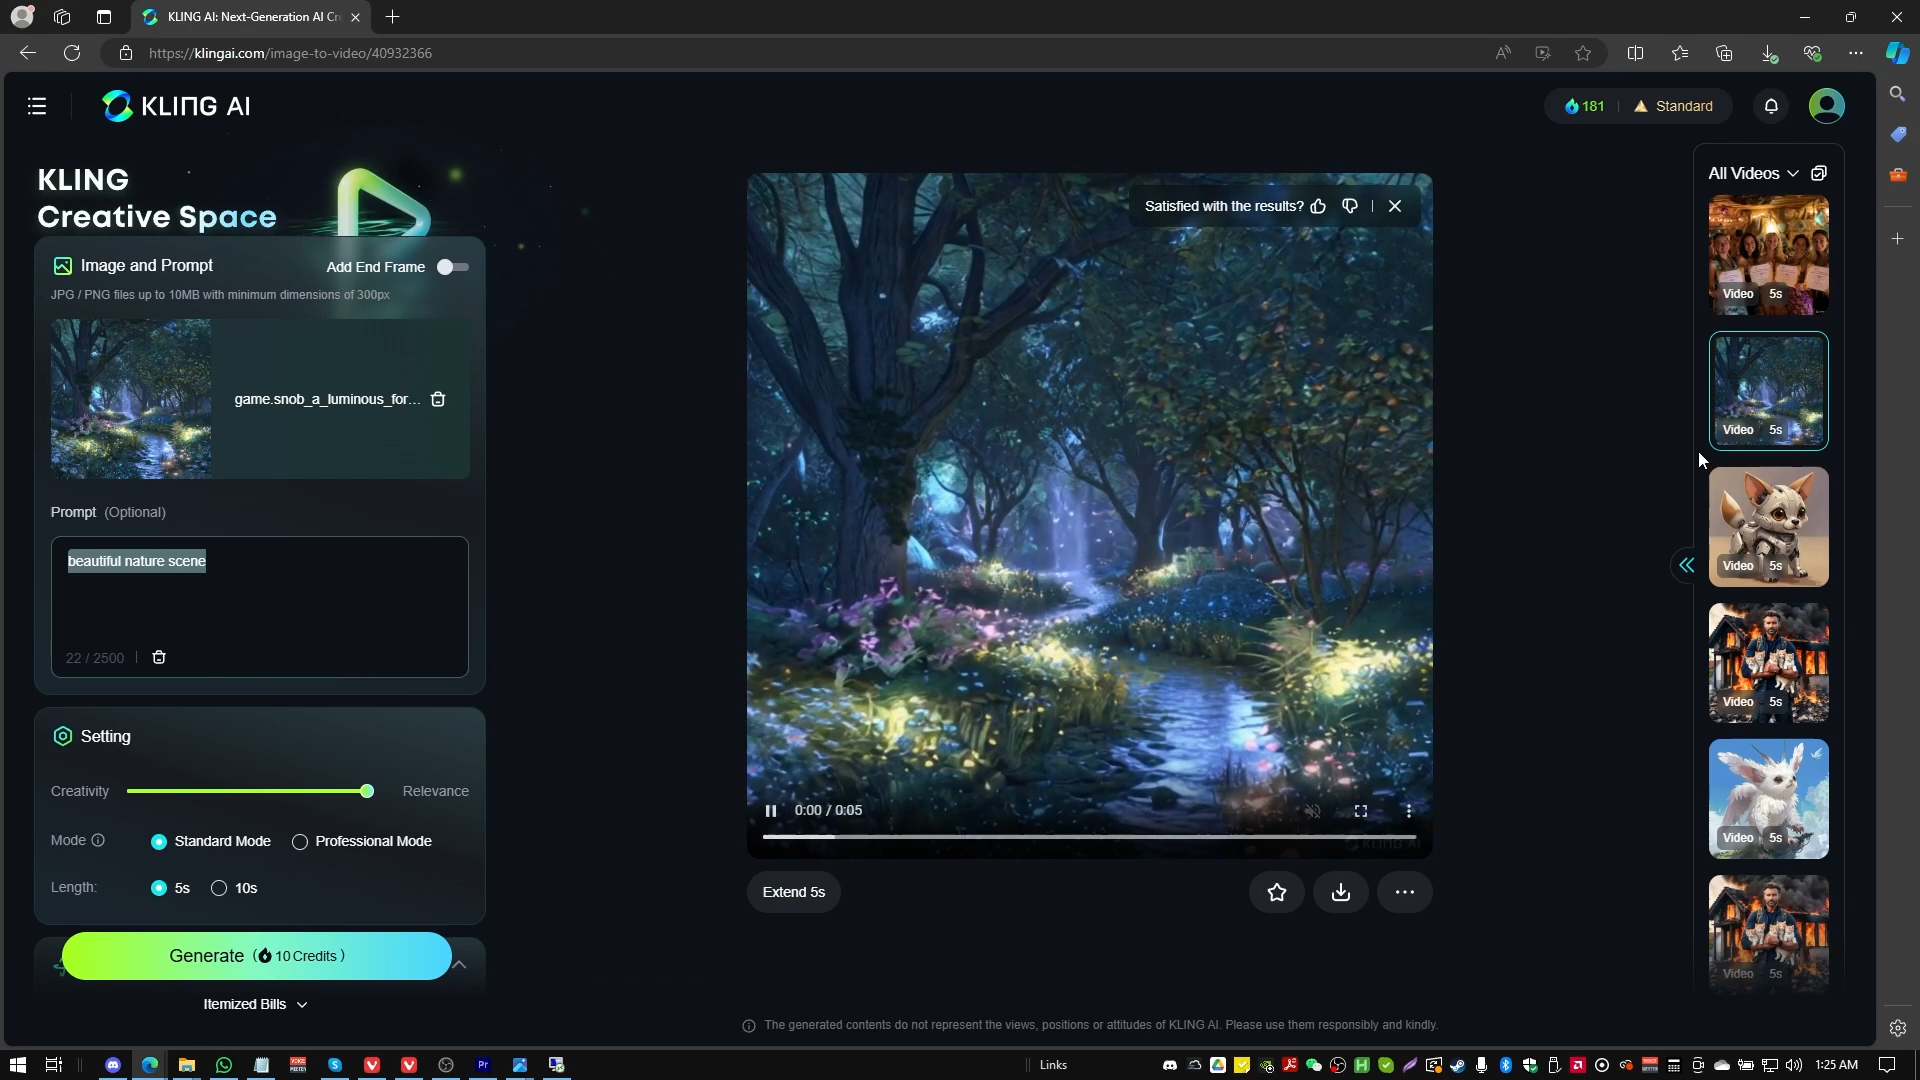 KLING AI: Next-Generation AI Cr
https://klingai.com/image-to-video/40932366
KLING AI
181
Standard
KLING
Creative Space
Image and Prompt
Add End Frame
JPG / PNG files up to 10MB with minimum dimensions of 300px
game.snob_a_luminous_for...
Prompt (Optional)
beautiful nature scene
22 / 2500
Setting
Creativity
Relevance
Mode
Standard Mode
Professional Mode
Length:
5s
10s
Generate ( 10 Credits )
Itemized Bills
Satisfied with the results?
0:00 / 0:05
KLING AI
Extend 5s
The generated contents do not represent the views, positions or attitudes of KLING AI. Please use them responsibly and kindly.
All Videos
Video 5s
Video 5s
Video 5s
Video 5s
Video 5s
Video 5s
Links
1:25 AM